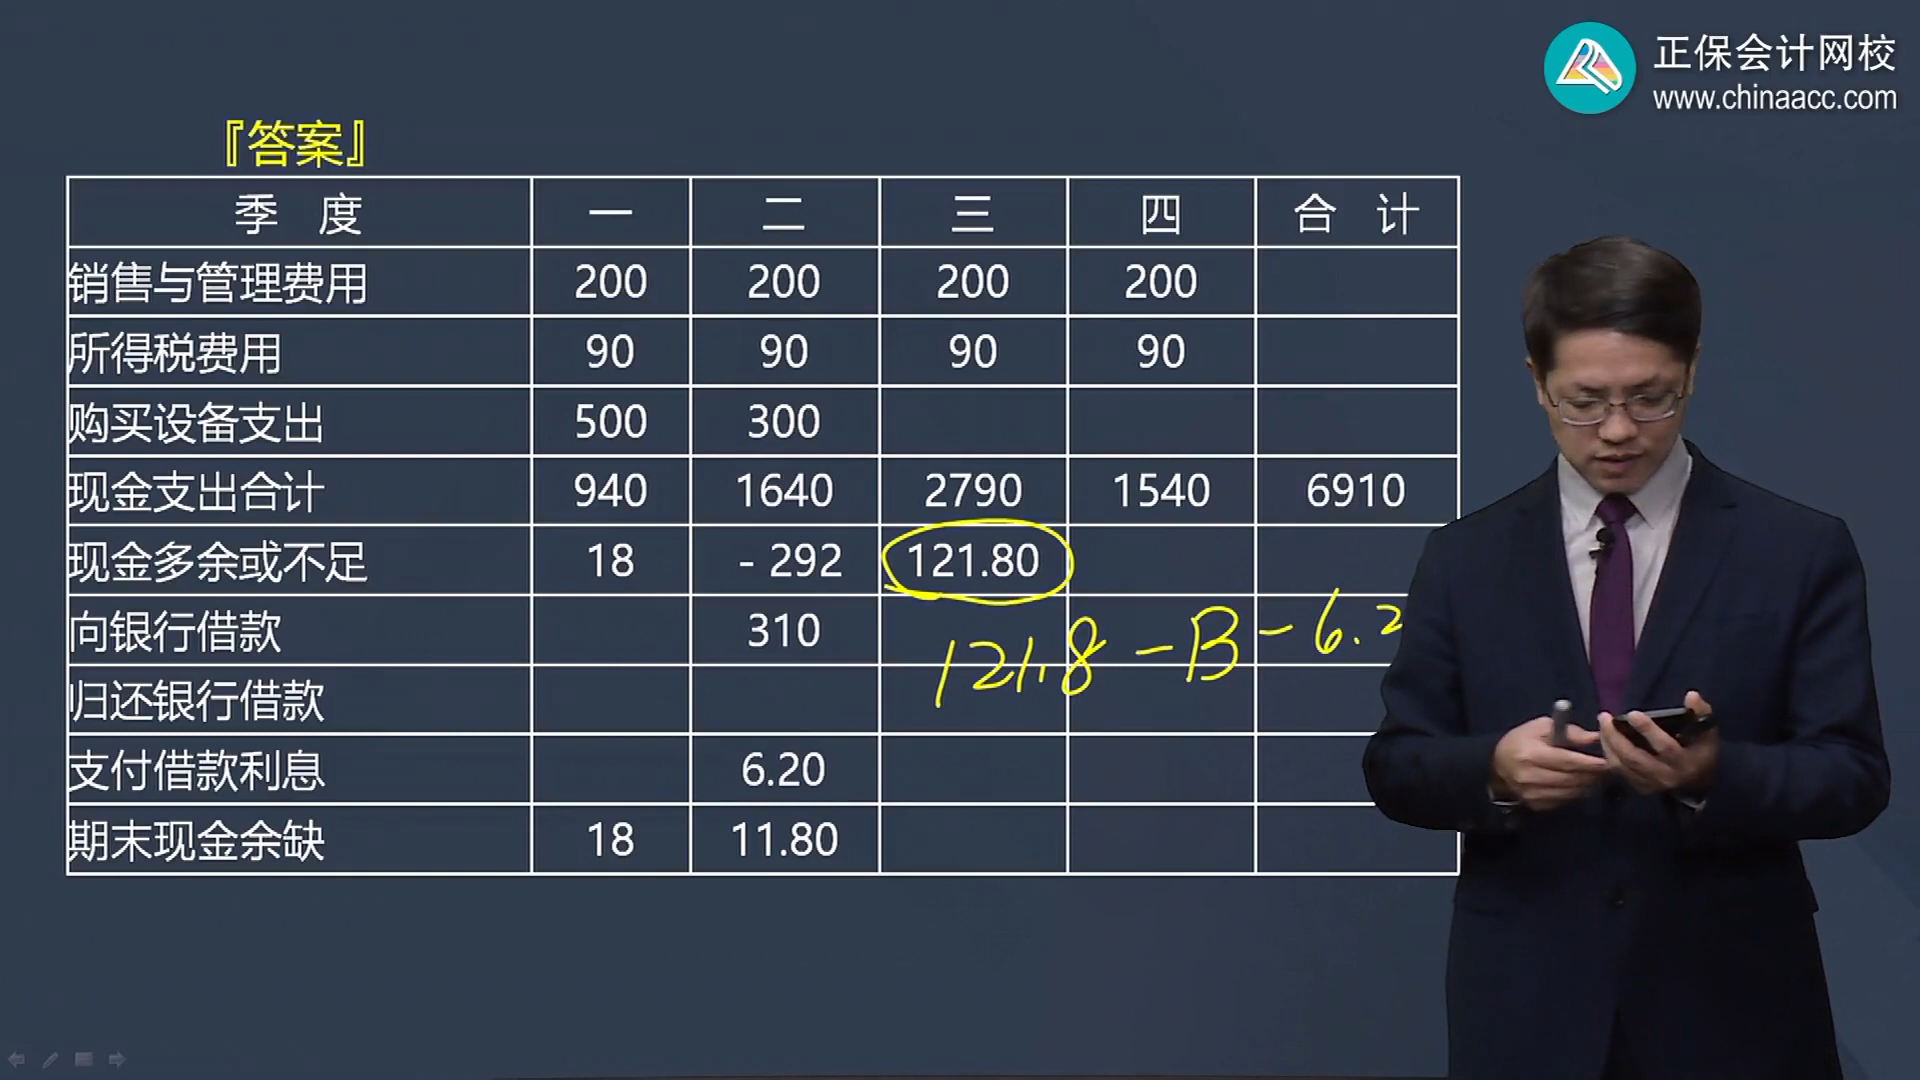 正保会计网校
www.chinaacc.com
『答案』
季 度 一 二 三 四 合 计
销售与管理费用 200 200 200 200
所得税费用 90 90 90 90
购买设备支出 500 300
现金支出合计 940 1640 2790 1540 6910
现金多余或不足 18 - 292 121.80
向银行借款 310
121.8 - B - 6.2
归还银行借款
支付借款利息 6.20
期末现金余缺 18 11.80